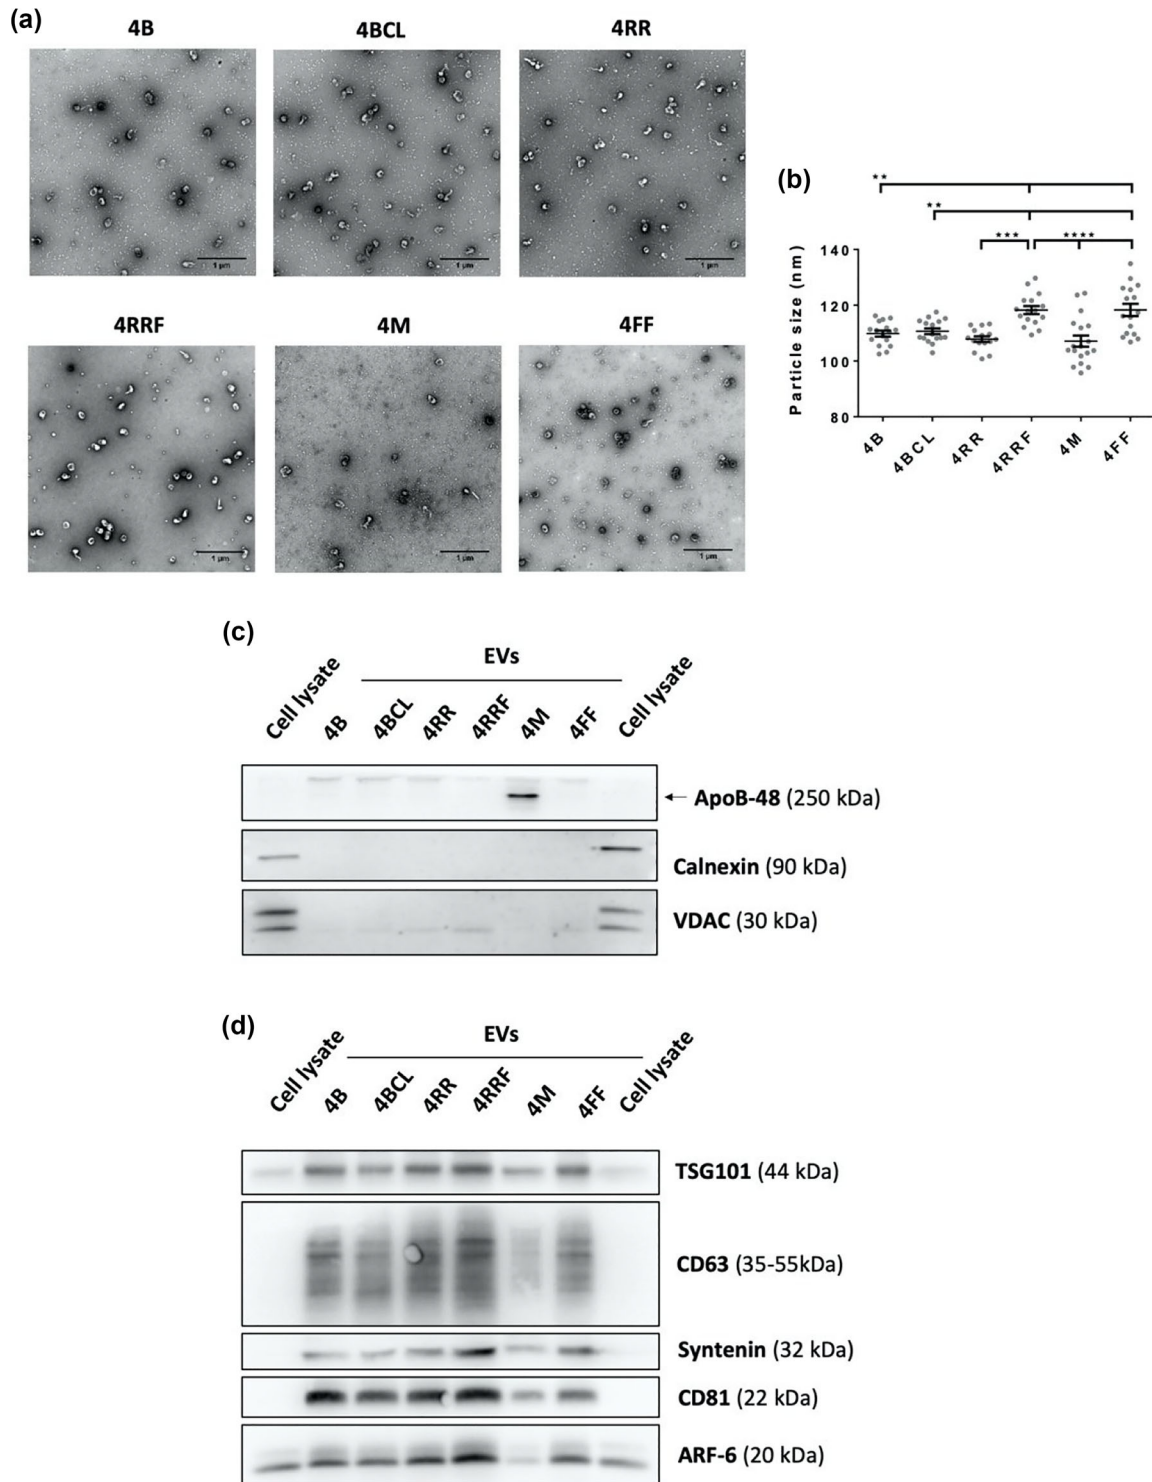 (a)
4B
4BCL
4RR
1 µm
1 µm
1 µm
4RRF
4M
4FF
1 µm
1 µm
1 µm
(b)
**
**
***
****
Particle size (nm)
140
120
100
80
4B
4BCL
4RR
4RRF
4M
4FF
(c)
EVs
Cell lysate
4B
4BCL
4RR
4RRF
4M
4FF
Cell lysate
ApoB-48 (250 kDa)
Calnexin (90 kDa)
VDAC (30 kDa)
(d)
EVs
Cell lysate
4B
4BCL
4RR
4RRF
4M
4FF
Cell lysate
TSG101 (44 kDa)
CD63 (35-55kDa)
Syntenin (32 kDa)
CD81 (22 kDa)
ARF-6 (20 kDa)